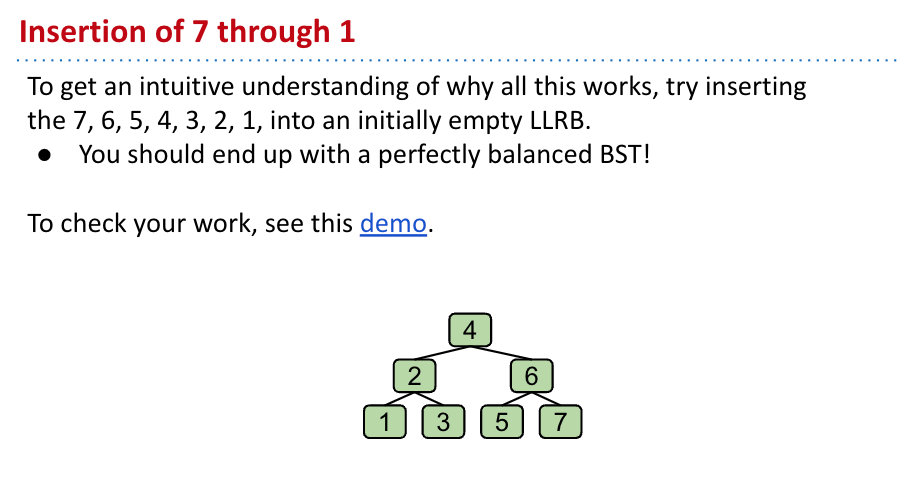 Insertion of 7 through 1
To get an intuitive understanding of why all this works, try inserting
the 7, 6, 5, 4, 3, 2, 1, into an initially empty LLRB.
● You should end up with a perfectly balanced BST!
To check your work, see this demo.
4
2 6
1 3 5 7